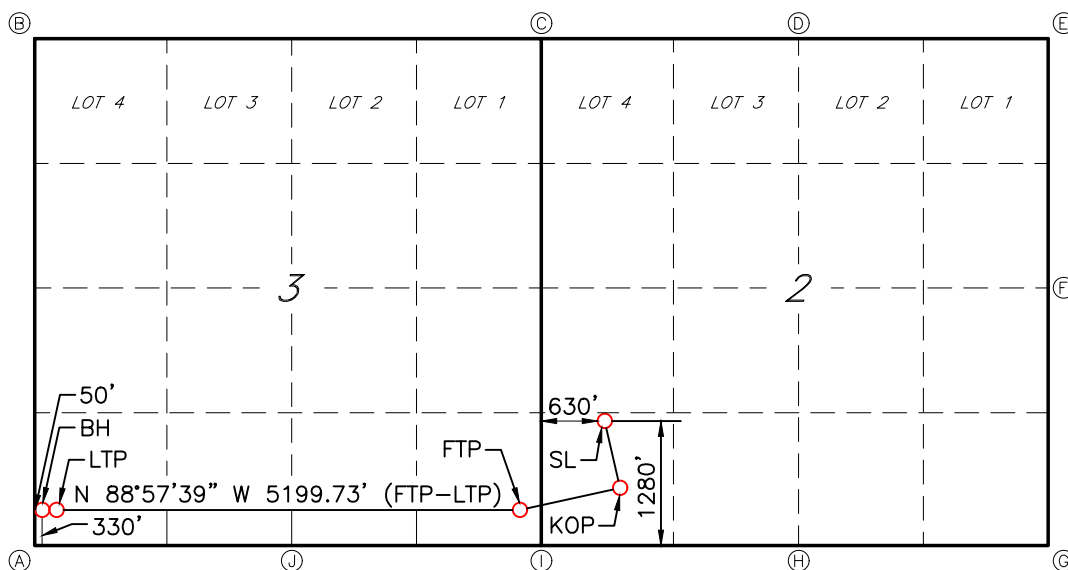 B C D E
LOT 4 LOT 3 LOT 2 LOT 1 LOT 4 LOT 3 LOT 2 LOT 1
3 2 F
50'
BH
LTP
FTP
630'
SL
1280'
KOP
N 88°57'39" W 5199.73' (FTP-LTP)
330'
A J I H G